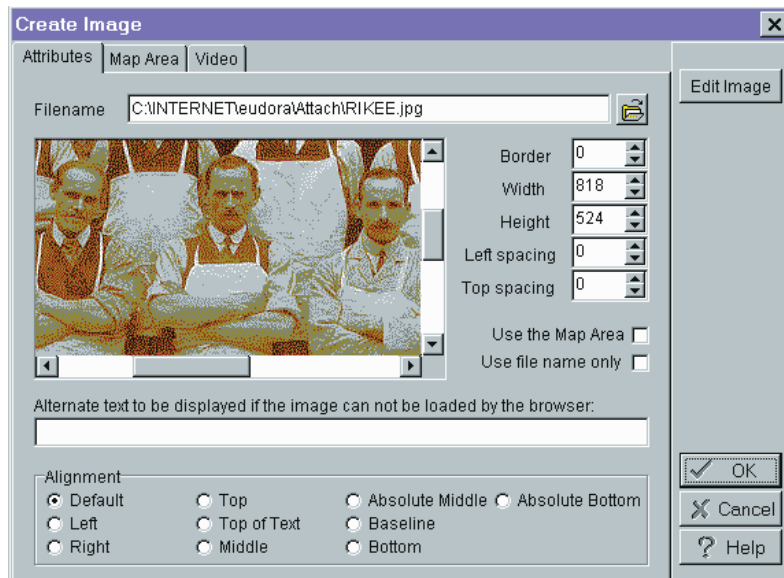 Create Image
Attributes Map Area Video
Edit Image
Filename C:\INTERNET\eudora\Attach\RIKEE.jpg
Border 0
Width 818
Height 524
Left spacing 0
Top spacing 0
Use the Map Area
Use file name only
Alternate text to be displayed if the image can not be loaded by the browser:
Alignment
Default Top Absolute Middle Absolute Bottom
Left Top of Text Baseline
Right Middle Bottom
OK
Cancel
Help